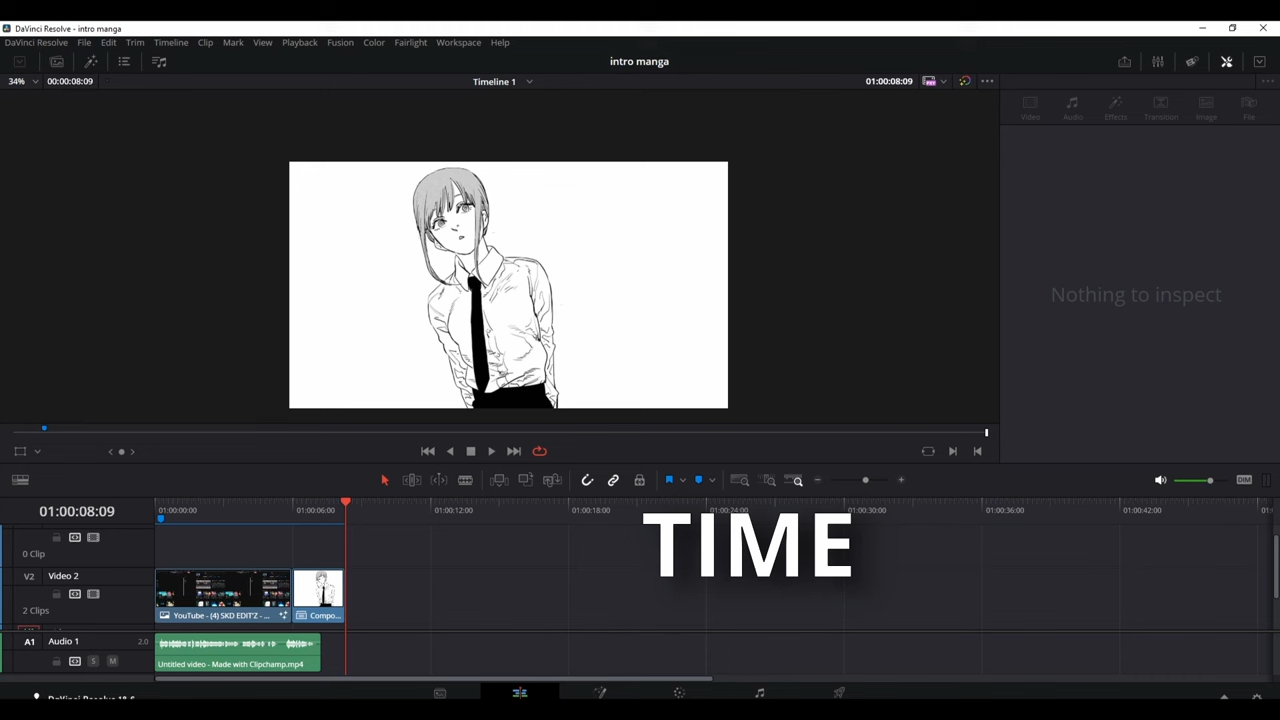 DaVinci Resolve - intro manga
DaVinci Resolve File Edit Trim Timeline Clip Mark View Playback Fusion Color Fairlight Workspace Help
intro manga
34% 00:00:08:09 Timeline 1 01:00:08:09
Video Audio Effects Transition Image File
Nothing to inspect
DIM
01:00:08:09 01:00:00:00 01:00:06:00 01:00:12:00 01:00:18:00 01:00:24:00 01:00:30:00 01:00:36:00 01:00:42:00
TIME
0 Clip
V2 Video 2
2 Clips
YouTube - (4) SKD EDIT'Z - ... Compo...
A1 Audio 1 2.0
S M
Untitled video - Made with Clipchamp.mp4